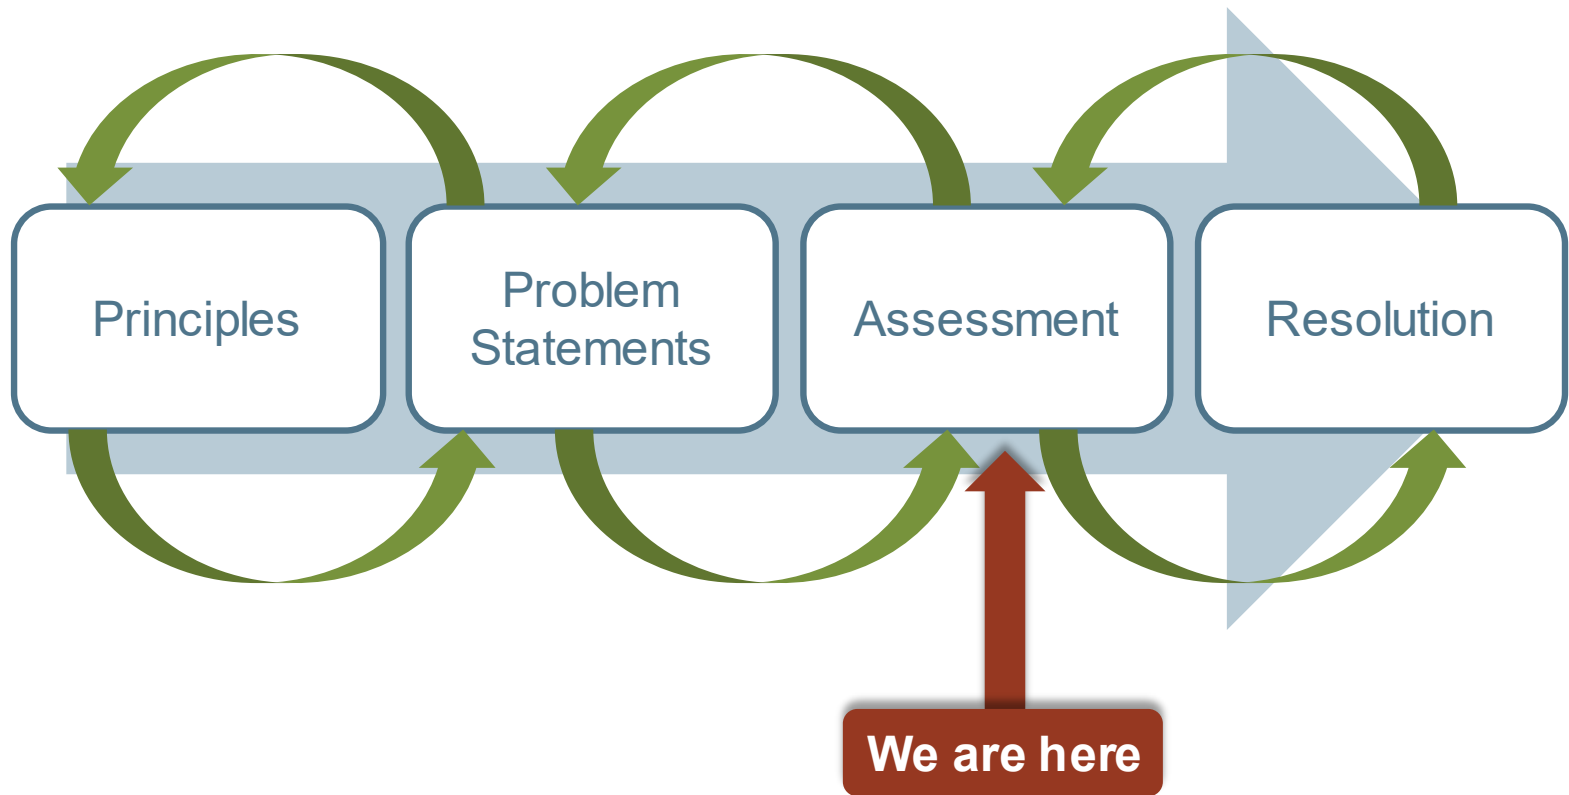 Principles
Problem
Statements
Assessment
Resolution
We are here